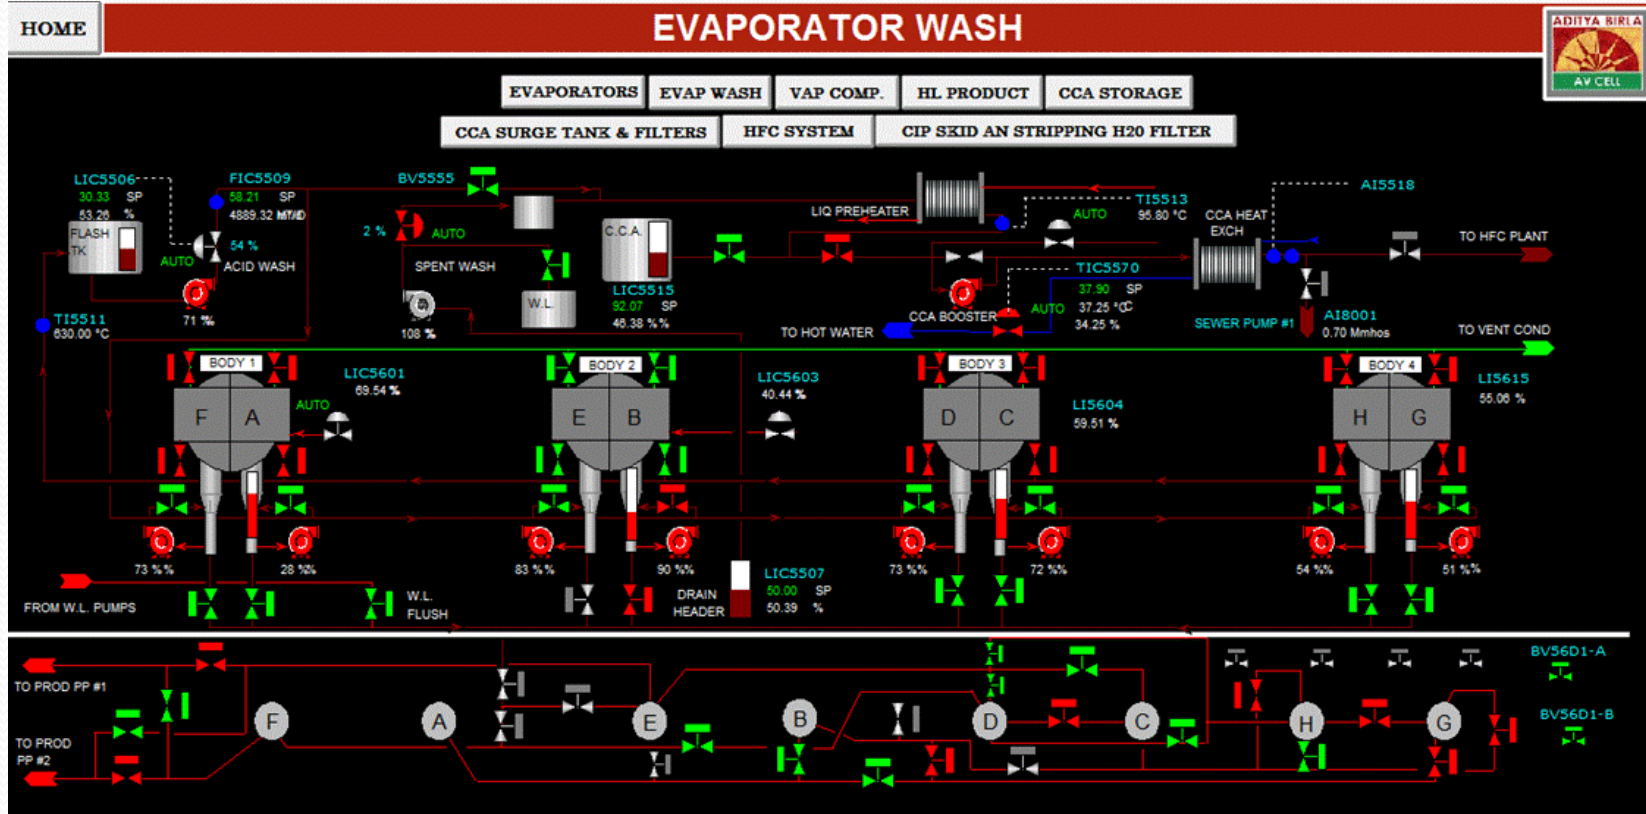 HOME
EVAPORATOR WASH
ADITYA BIRLA
AV CELL
EVAPORATORS
EVAP WASH
VAP COMP.
HL PRODUCT
CCA STORAGE
CCA SURGE TANK & FILTERS
HFC SYSTEM
CIP SKID AN STRIPPING H20 FILTER
LIC5506
30.33 SP
53.26 %
FLASH
TK
FIC5509
58.21 SP
4889.32
54 %
AUTO
ACID WASH
71 %
TI5511
630.00 °C
BV5555
2 %
AUTO
SPENT WASH
108 %
W.L.
C.C.A.
LIC5515
92.07 SP
46.38 % %
LIQ PREHEATER
TI5513
95.80 °C
AUTO
CCA HEAT
EXCH
AI5518
TO HFC PLANT
TIC5570
37.90 SP
37.25 °C
34.25 %
AUTO
CCA BOOSTER
TO HOT WATER
SEWER PUMP #1
AI8001
0.70 Mmhos
TO VENT COND
BODY 1
F A
LIC5601
69.54 %
AUTO
BODY 2
E B
LIC5603
40.44 %
BODY 3
D C
LI5604
59.51 %
BODY 4
H G
LI5615
55.06 %
73 %%
28 %%
83 %%
90 %%
73 %%
72 %%
54 %%
51 %%
FROM W.L. PUMPS
W.L.
FLUSH
DRAIN
HEADER
LIC5507
50.00 SP
50.39 %
TO PROD PP #1
TO PROD
PP #2
F
A
E
B
D
C
H
G
BV56D1-A
BV56D1-B